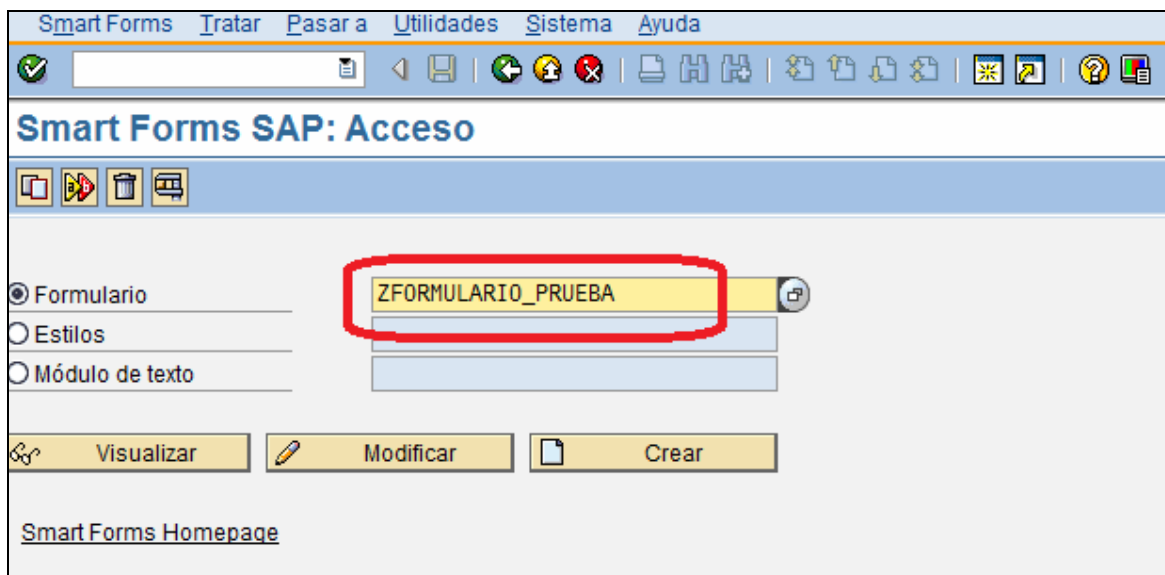 Smart Forms Tratar Pasar a Utilidades Sistema Ayuda
Smart Forms SAP: Acceso
Formulario ZFORMULARIO_PRUEBA
Estilos
Módulo de texto
Visualizar Modificar Crear
Smart Forms Homepage